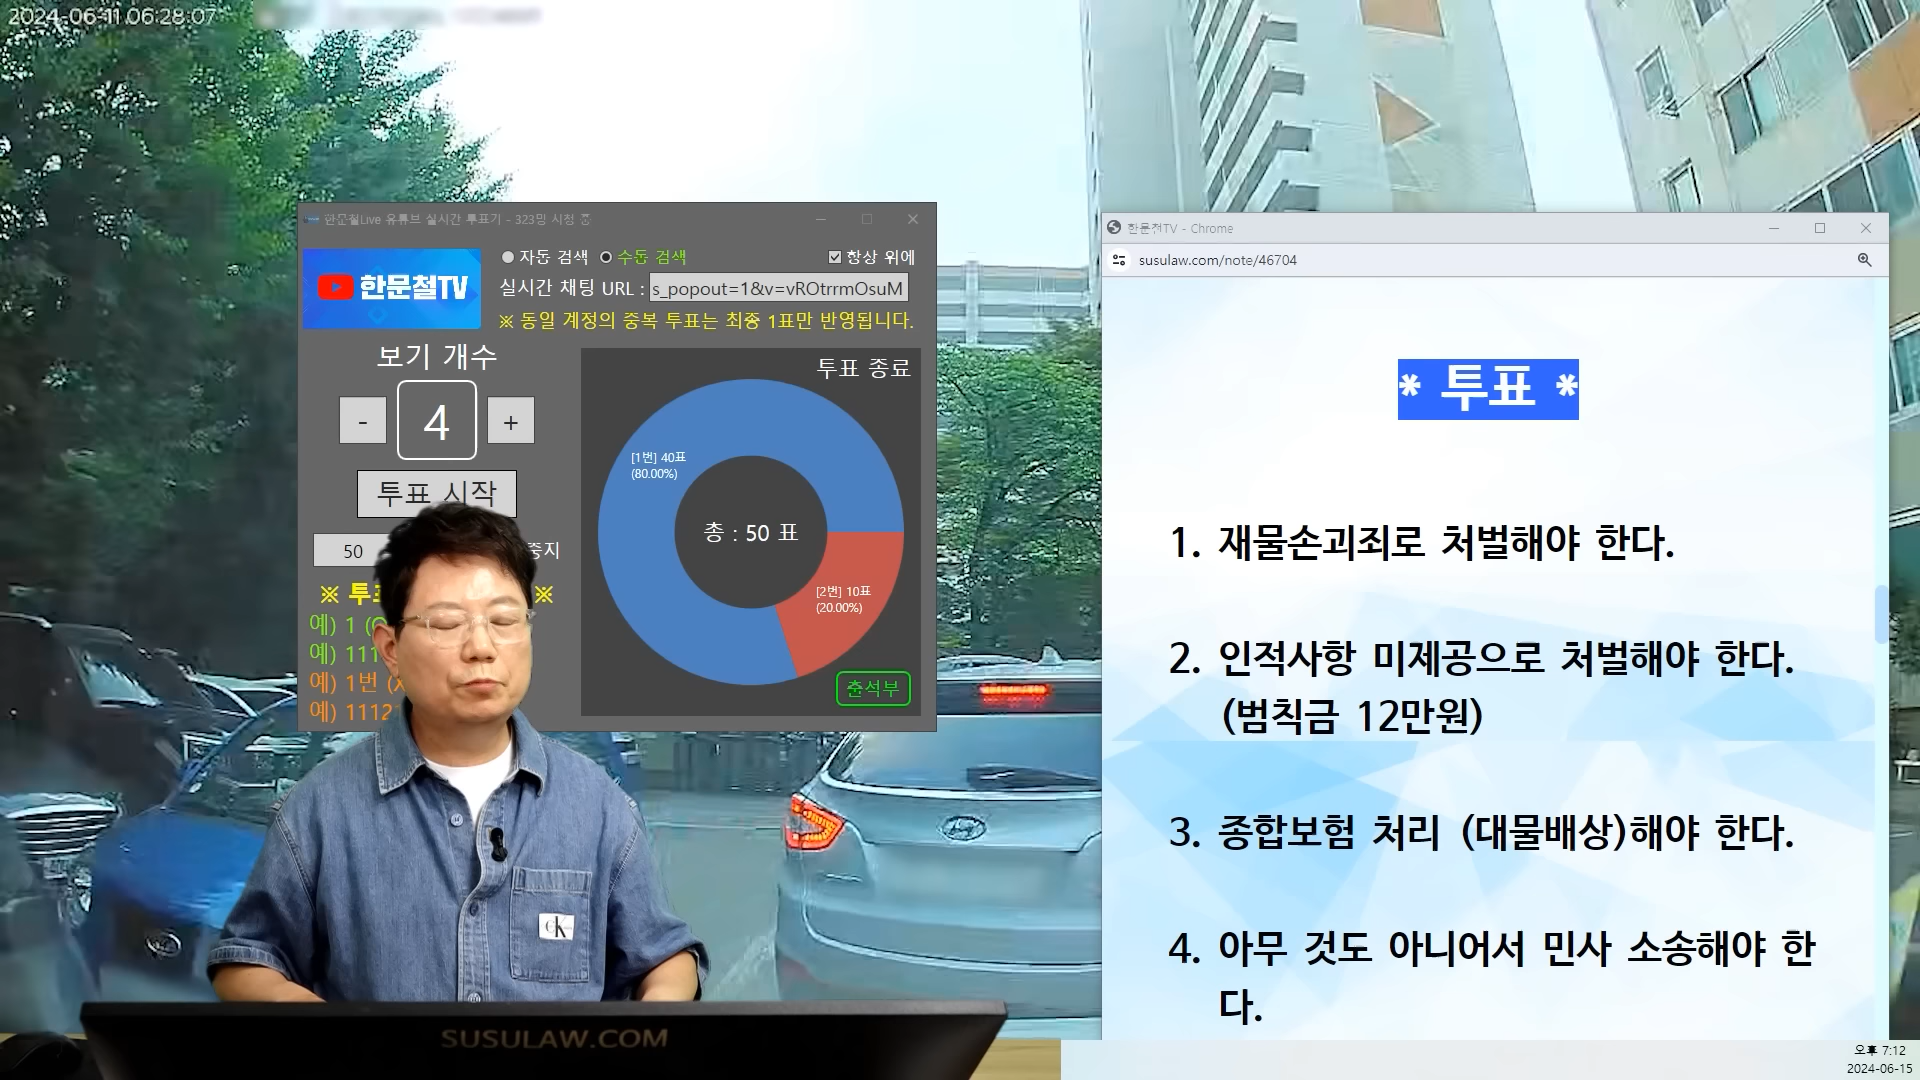 2024-06-11 06:28:07
한문철Live 유튜브 실시간 투표기 - 323명 시청 중
한문철TV
자동 검색 수동 검색 항상 위에
실시간 채팅 URL : s_popout=1&v=vROtrrmOsuM
※ 동일 계정의 중복 투표는 최종 1표만 반영됩니다.
보기 개수
- 4 +
투표 시작
50 중지
※ 투표 ※
예) 1 (O
예) 111
예) 1번 (X
예) 1112
투표 종료
[1번] 40표
(80.00%)
총 : 50 표
[2번] 10표
(20.00%)
출석부
CK
SUSULAW.COM
한문철TV - Chrome
susulaw.com/note/46704
* 투표 *
1. 재물손괴죄로 처벌해야 한다.
2. 인적사항 미제공으로 처벌해야 한다.
(범칙금 12만원)
3. 종합보험 처리 (대물배상)해야 한다.
4. 아무 것도 아니어서 민사 소송해야 한
다.
오후 7:12
2024-06-15